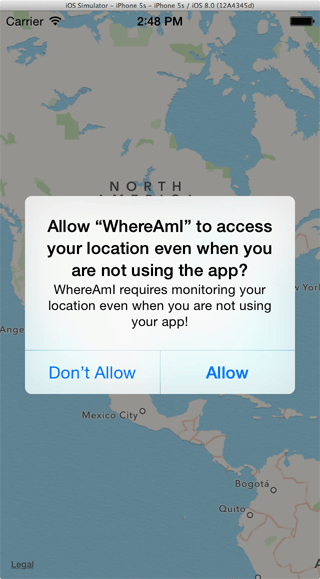 iOS Simulator - iPhone 5s - iPhone 5s / iOS 8.0 (12A4345d)
Carrier 2:48 PM
NORTH
Allow “WhereAmI” to access
your location even when you
are not using the app?
WhereAmI requires monitoring your
location even when you are not using
your app!
Don’t Allow Allow
Mexico City
Bogotá
Quito
Legal